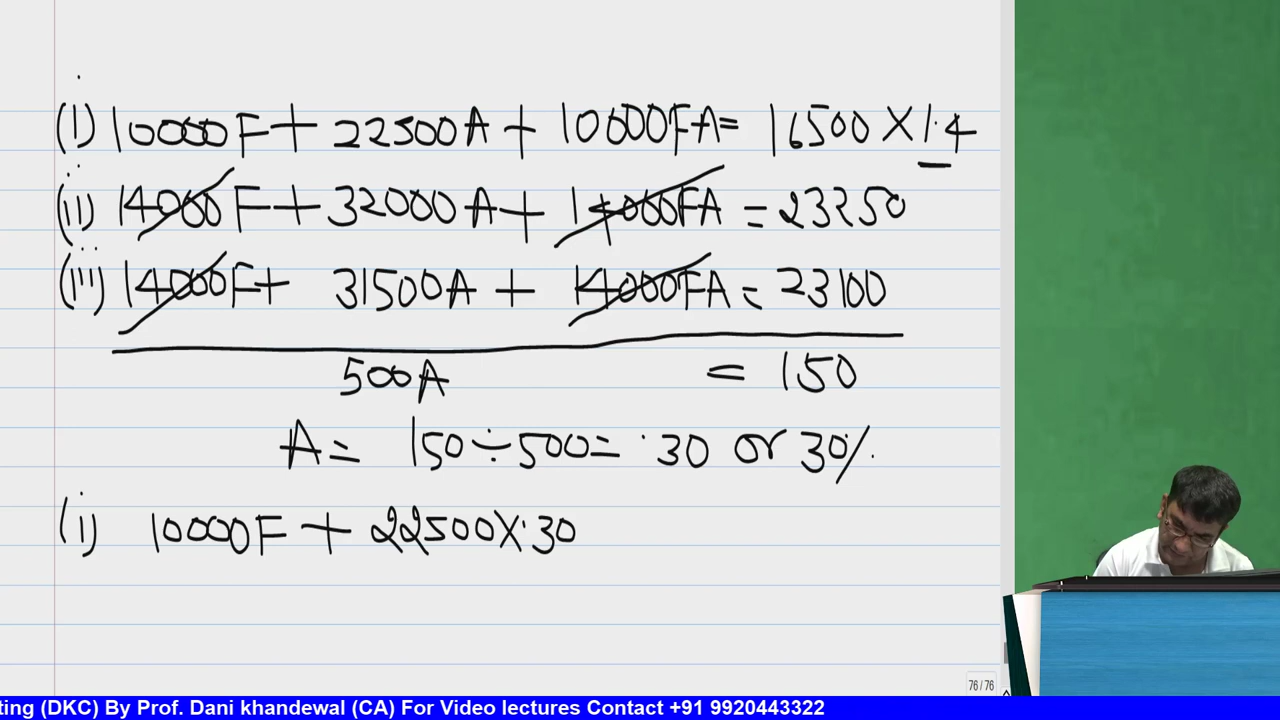 (i) 10000F + 22500A + 10000FA = 16500 X 1.4
(ii) 14000F + 32000A + 14000FA = 23250
(iii) 14000F + 31500A + 14000FA = 23100
500A = 150
A = 150 ÷ 500 = .30 or 30%
(i) 10000F + 22500 X .30
76 / 76
ting (DKC) By Prof. Dani khandewal (CA) For Video lectures Contact +91 9920443322